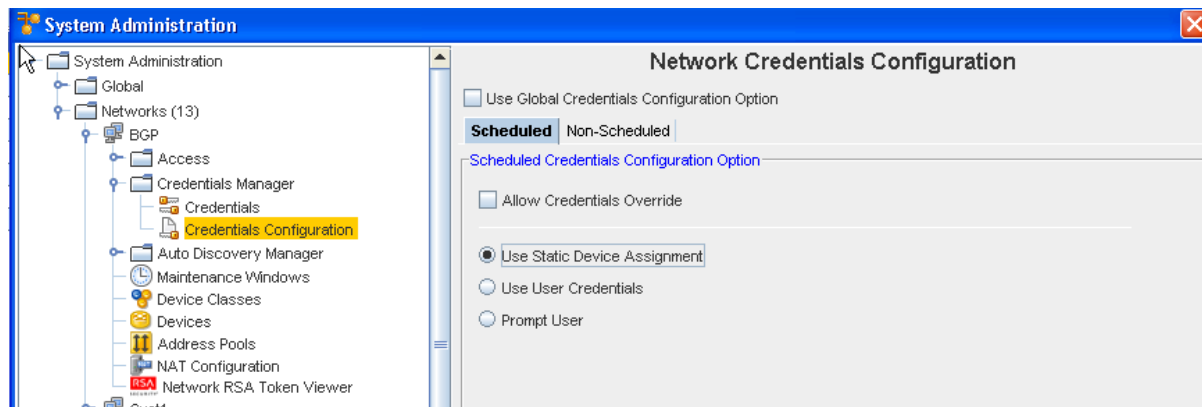 System Administration
System Administration
Global
Networks (13)
BGP
Access
Credentials Manager
Credentials
Credentials Configuration
Auto Discovery Manager
Maintenance Windows
Device Classes
Devices
Address Pools
NAT Configuration
RSA Network RSA Token Viewer
Network Credentials Configuration
Use Global Credentials Configuration Option
Scheduled Non-Scheduled
Scheduled Credentials Configuration Option
Allow Credentials Override
Use Static Device Assignment
Use User Credentials
Prompt User